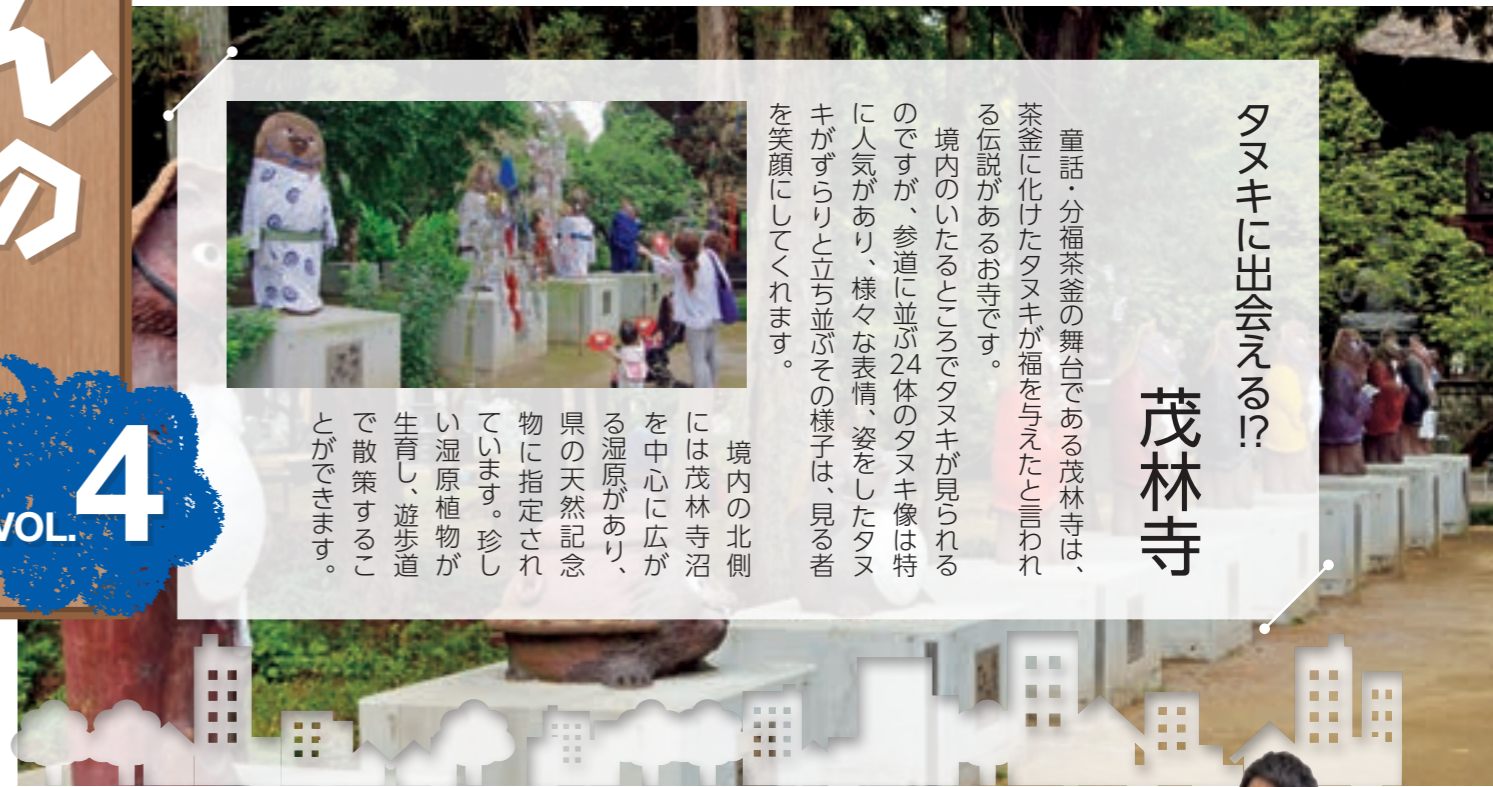 タヌキに出会える!?
茂林寺
童話・分福茶釜の舞台である茂林寺は、
茶釜に化けたタヌキが福を与えたと言われ
る伝説があるお寺です。
境内のいたるところでタヌキが見られる
のですが、参道に並ぶ24体のタヌキ像は特
に人気があり、様々な表情、姿をしたタヌ
キがずらりと立ち並ぶその様子は、見る者
を笑顔にしてくれます。
境内の北側
には茂林寺沼
を中心に広が
る湿原があり、
県の天然記念
物に指定され
ています。珍し
い湿原植物が
生育し、遊歩道
で散策するこ
とができます。
VOL.4